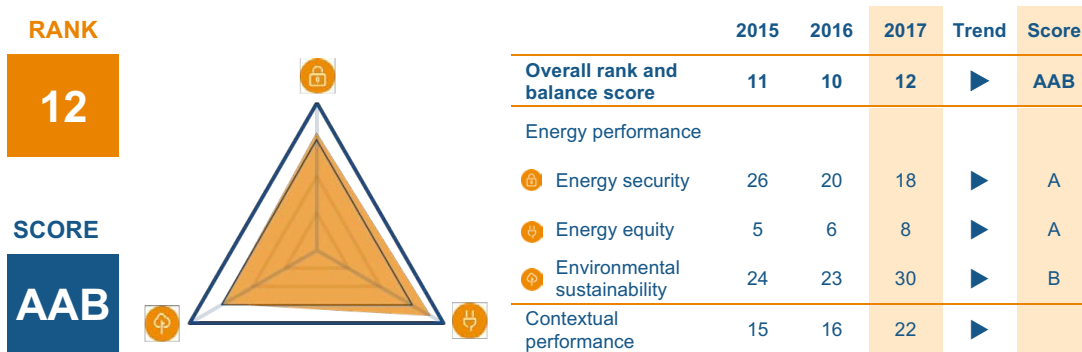 RANK
12
SCORE
AAB
2015 2016 2017 Trend Score
Overall rank and
balance score 11 10 12 AAB
Energy performance
Energy security 26 20 18 A
Energy equity 5 6 8 A
Environmental
sustainability 24 23 30 B
Contextual
performance 15 16 22